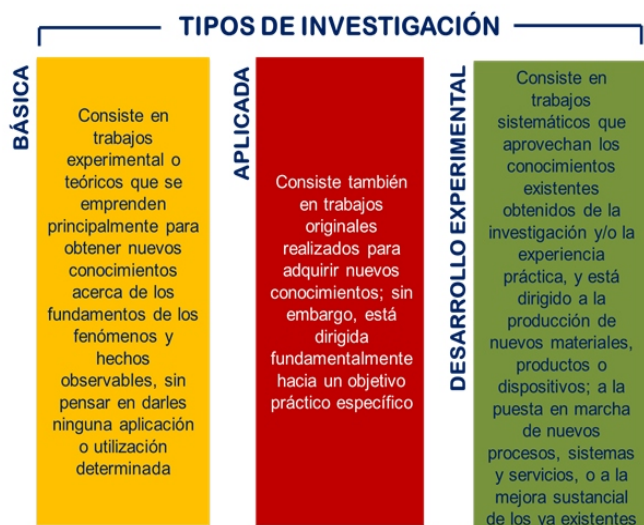 TIPOS DE INVESTIGACIÓN
BÁSICA
Consiste en
trabajos
experimental o
teóricos que se
emprenden
principalmente para
obtener nuevos
conocimientos
acerca de los
fundamentos de los
fenómenos y
hechos
observables, sin
pensar en darles
ninguna aplicación
o utilización
determinada
APLICADA
Consiste también
en trabajos
originales
realizados para
adquirir nuevos
conocimientos; sin
embargo, está
dirigida
fundamentalmente
hacia un objetivo
práctico específico
DESARROLLO EXPERIMENTAL
Consiste en
trabajos
sistemáticos que
aprovechan los
conocimientos
existentes
obtenidos de la
investigación y/o la
experiencia
práctica, y está
dirigido a la
producción de
nuevos materiales,
productos o
dispositivos; a la
puesta en marcha
de nuevos
procesos, sistemas
y servicios, o a la
mejora sustancial
de los ya existentes